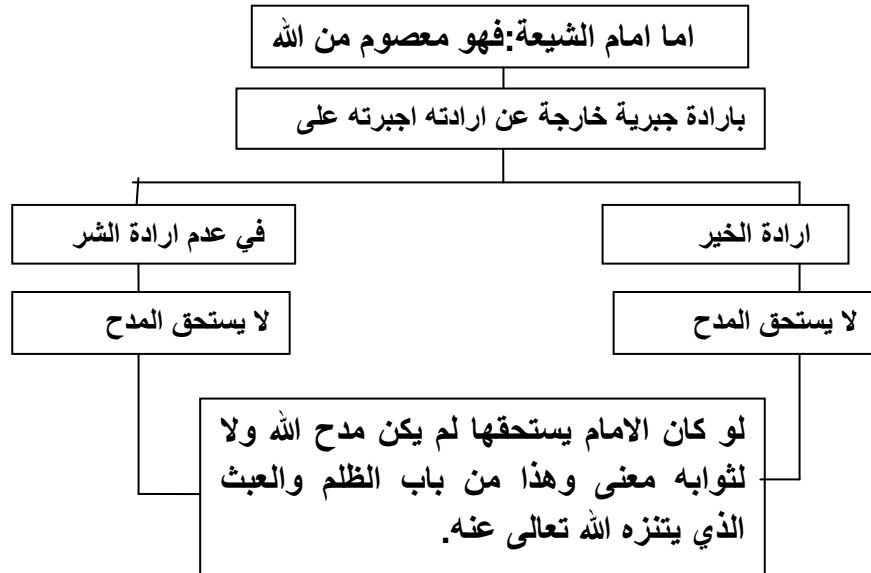 اما امام الشيعة:فهو معصوم من الله
بارادة جبرية خارجة عن ارادته اجبرته على
ارادة الخير
في عدم ارادة الشر
لا يستحق المدح
لا يستحق المدح
لو كان الامام يستحقها لم يكن مدح الله ولا
لثوابه معنى وهذا من باب الظلم والعبث
الذي يتنزه الله تعالى عنه.